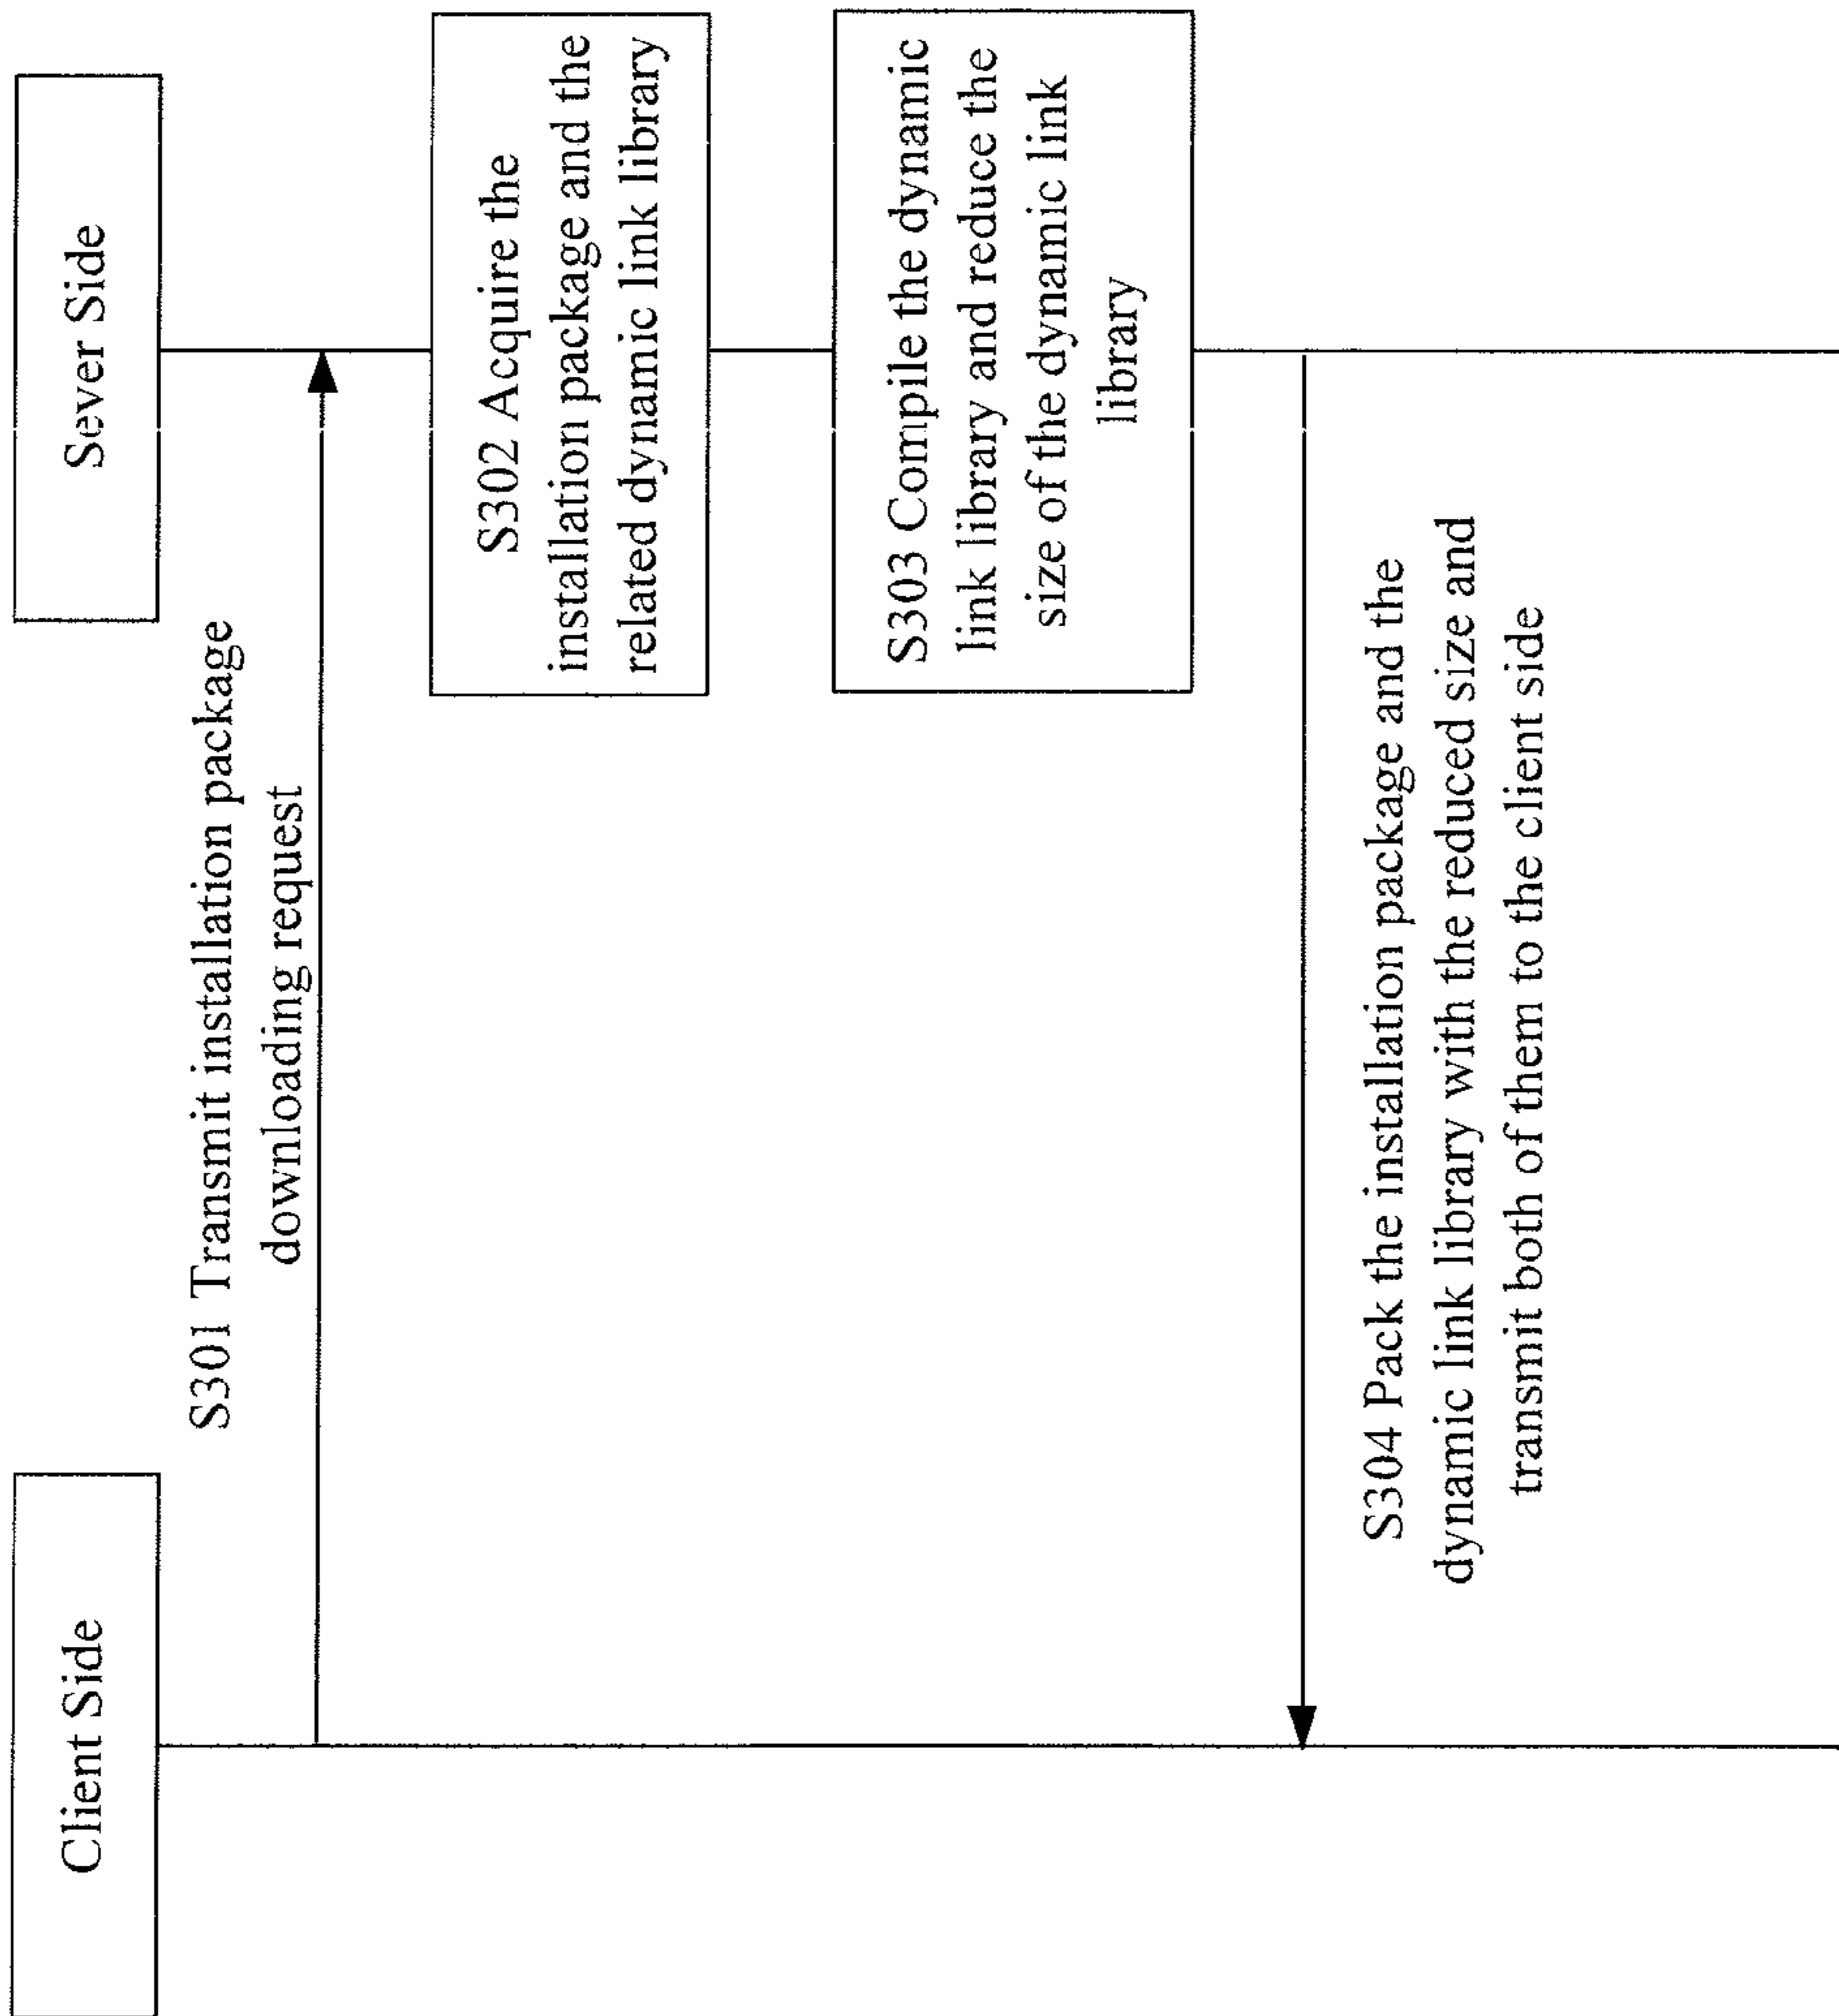 Client Side
Sever Side
S301 Transmit installation package
downloading request
S302 Acquire the
installation package and the
related dynamic link library
S303 Compile the dynamic
link library and reduce the
size of the dynamic link
library
S304 Pack the installation package and the
dynamic link library with the reduced size and
transmit both of them to the client side